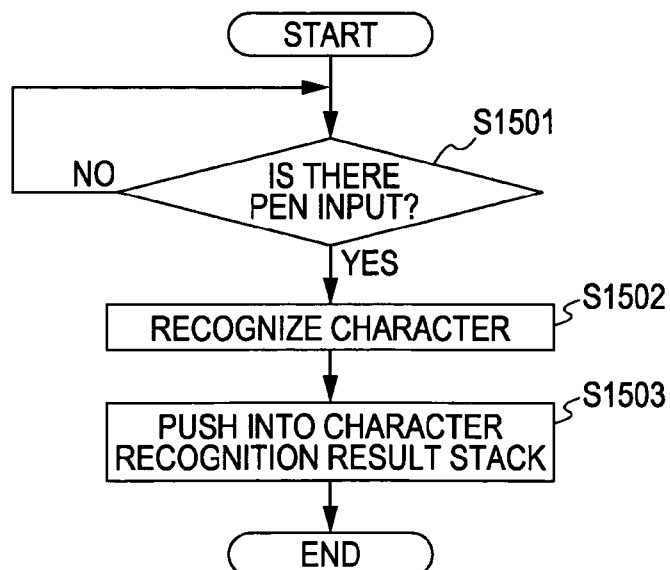 START
S1501
IS THERE
PEN INPUT?
NO
YES
S1502
RECOGNIZE CHARACTER
S1503
PUSH INTO CHARACTER
RECOGNITION RESULT STACK
END